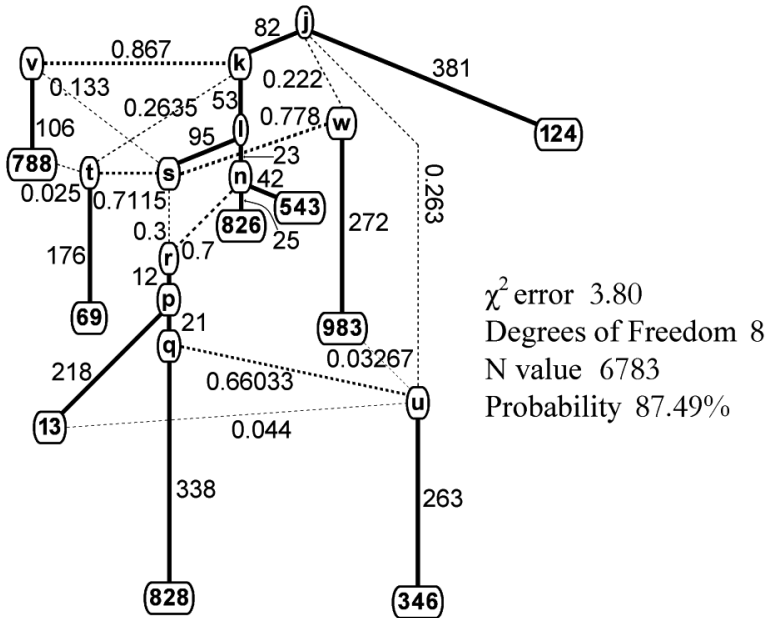 j
82
0.867
v
k
381
0.222
0.133
0.2635
53
0.778
w
106
95
l
124
23
788
t
s
n
42
0.025
0.7115
543
826
0.3
0.7
25
272
0.263
176
r
12
p
χ² error 3.80
69
21
983
Degrees of Freedom 8
q
0.03267
218
0.66033
N value 6783
u
Probability 87.49%
13
0.044
338
263
828
346